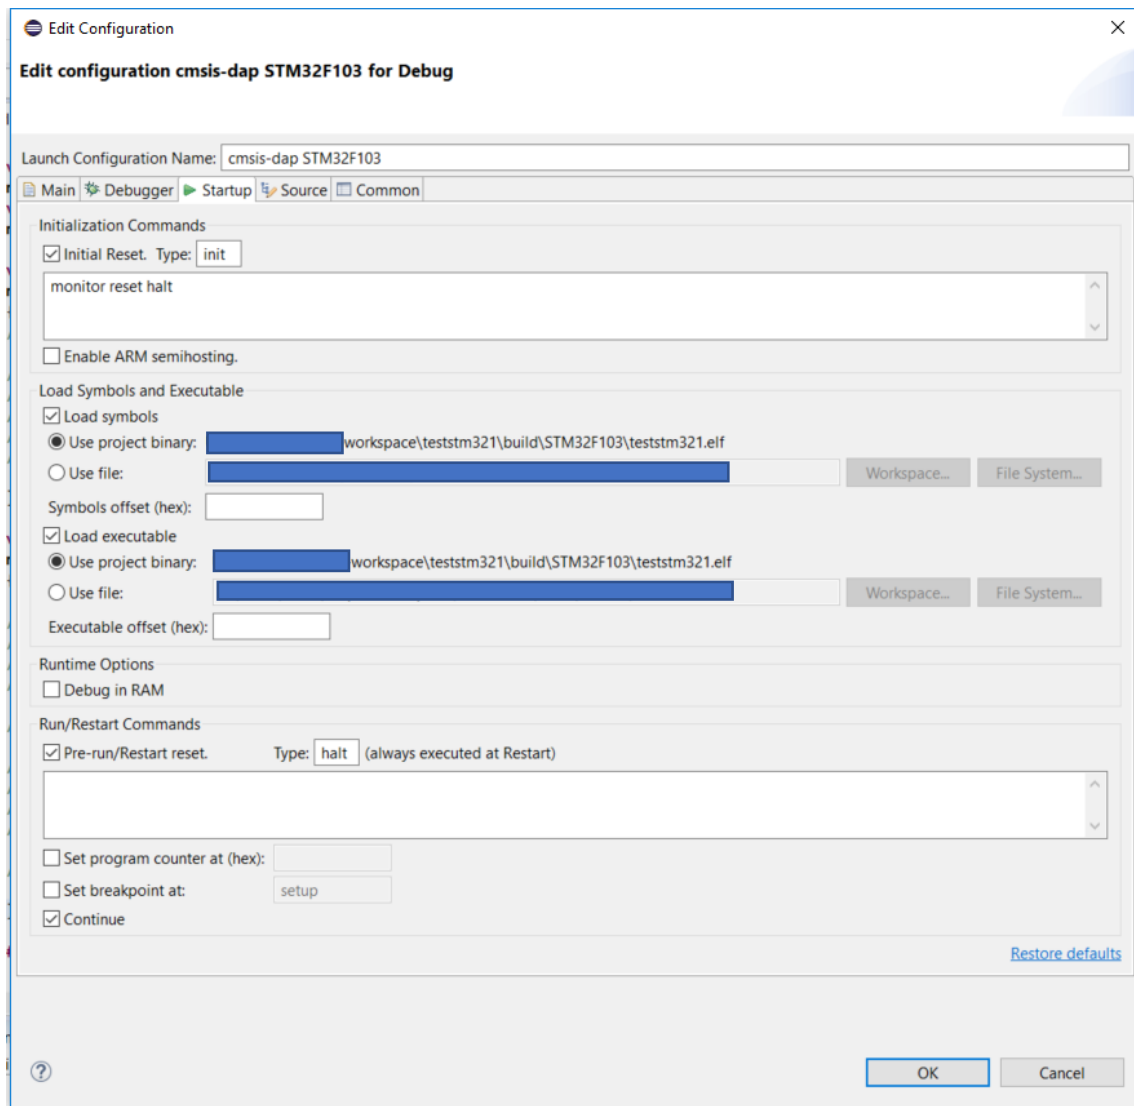 Edit Configuration
Edit configuration cmsis-dap STM32F103 for Debug
Launch Configuration Name: cmsis-dap STM32F103
Main Debugger Startup Source Common
Initialization Commands
Initial Reset. Type: init
monitor reset halt
Enable ARM semihosting.
Load Symbols and Executable
Load symbols
Use project binary: workspace\teststm321\build\STM32F103\teststm321.elf
Use file: Workspace... File System...
Symbols offset (hex):
Load executable
Use project binary: workspace\teststm321\build\STM32F103\teststm321.elf
Use file: Workspace... File System...
Executable offset (hex):
Runtime Options
Debug in RAM
Run/Restart Commands
Pre-run/Restart reset. Type: halt (always executed at Restart)
Set program counter at (hex):
Set breakpoint at: setup
Continue
Restore defaults
OK Cancel